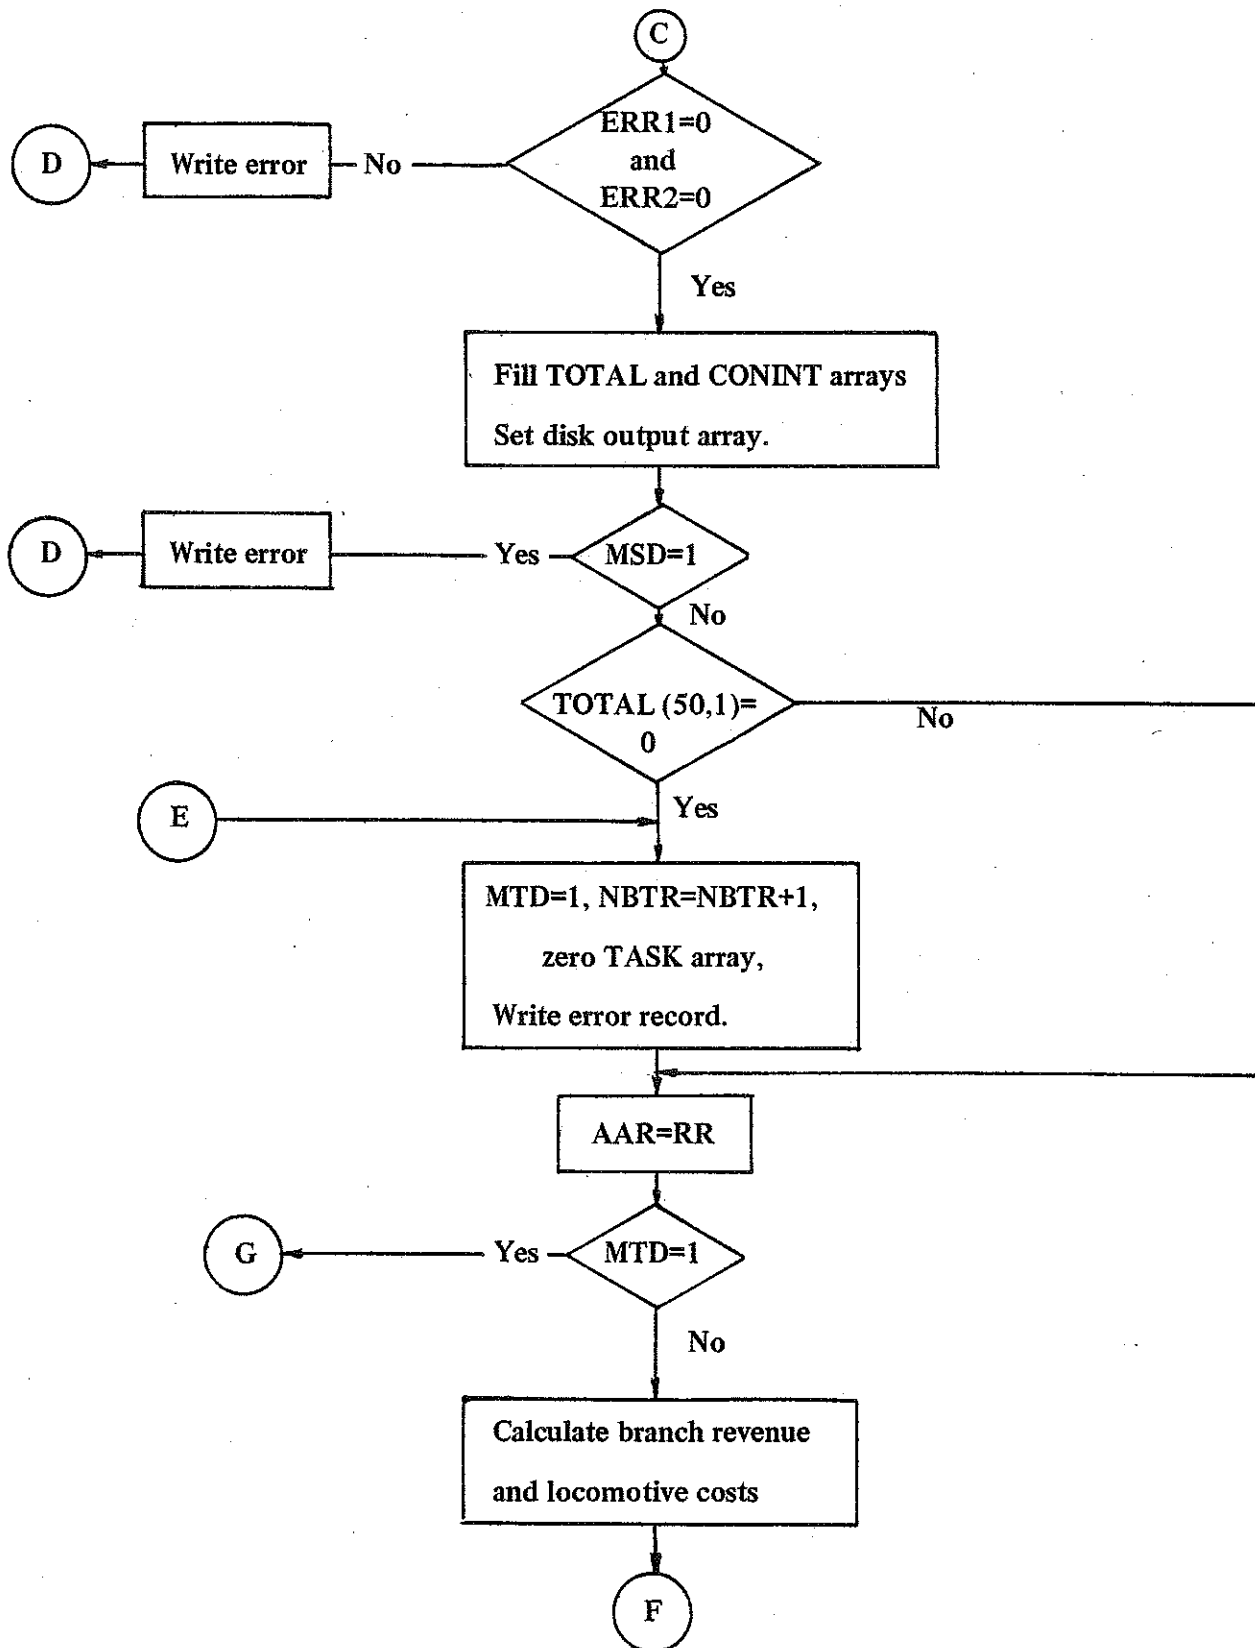 C
ERR1=0
and
ERR2=0
No
Write error
D
Yes
Fill TOTAL and CONINT arrays
Set disk output array.
MSD=1
Yes
Write error
D
No
TOTAL (50,1)=
0
No
Yes
E
MTD=1, NBTR=NBTR+1,
zero TASK array,
Write error record.
AAR=RR
MTD=1
Yes
G
No
Calculate branch revenue
and locomotive costs
F